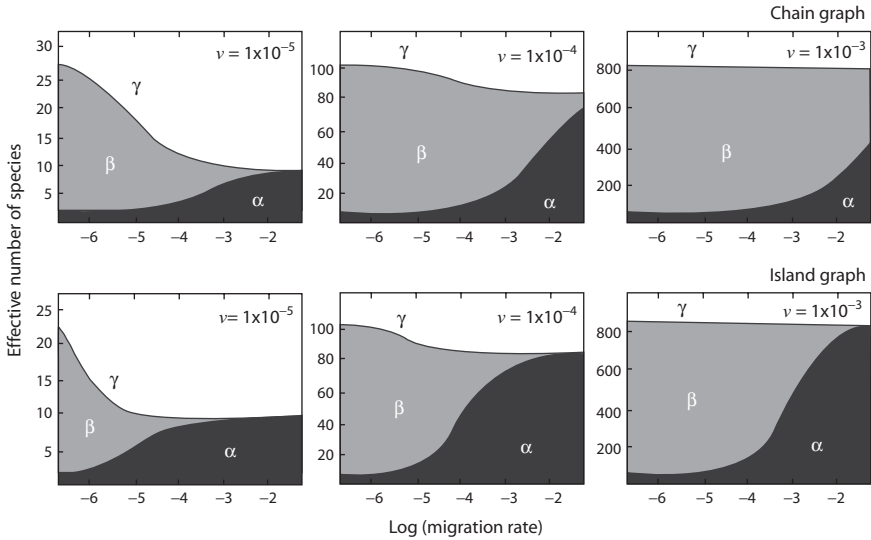 Chain graph
Effective number of species
30
25
20
15
10
5
γ
β
α
ν = 1x10⁻⁵
−6 −5 −4 −3 −2
100
80
60
40
20
γ
β
α
ν = 1x10⁻⁴
−6 −5 −4 −3 −2
800
600
400
200
γ
β
α
ν = 1x10⁻³
−6 −5 −4 −3 −2
Island graph
25
20
15
10
5
γ
β
α
ν= 1x10⁻⁵
−6 −5 −4 −3 −2
100
80
60
40
20
γ
β
α
ν = 1x10⁻⁴
−6 −5 −4 −3 −2
800
600
400
200
γ
β
α
ν = 1x10⁻³
−6 −5 −4 −3 −2
Log (migration rate)